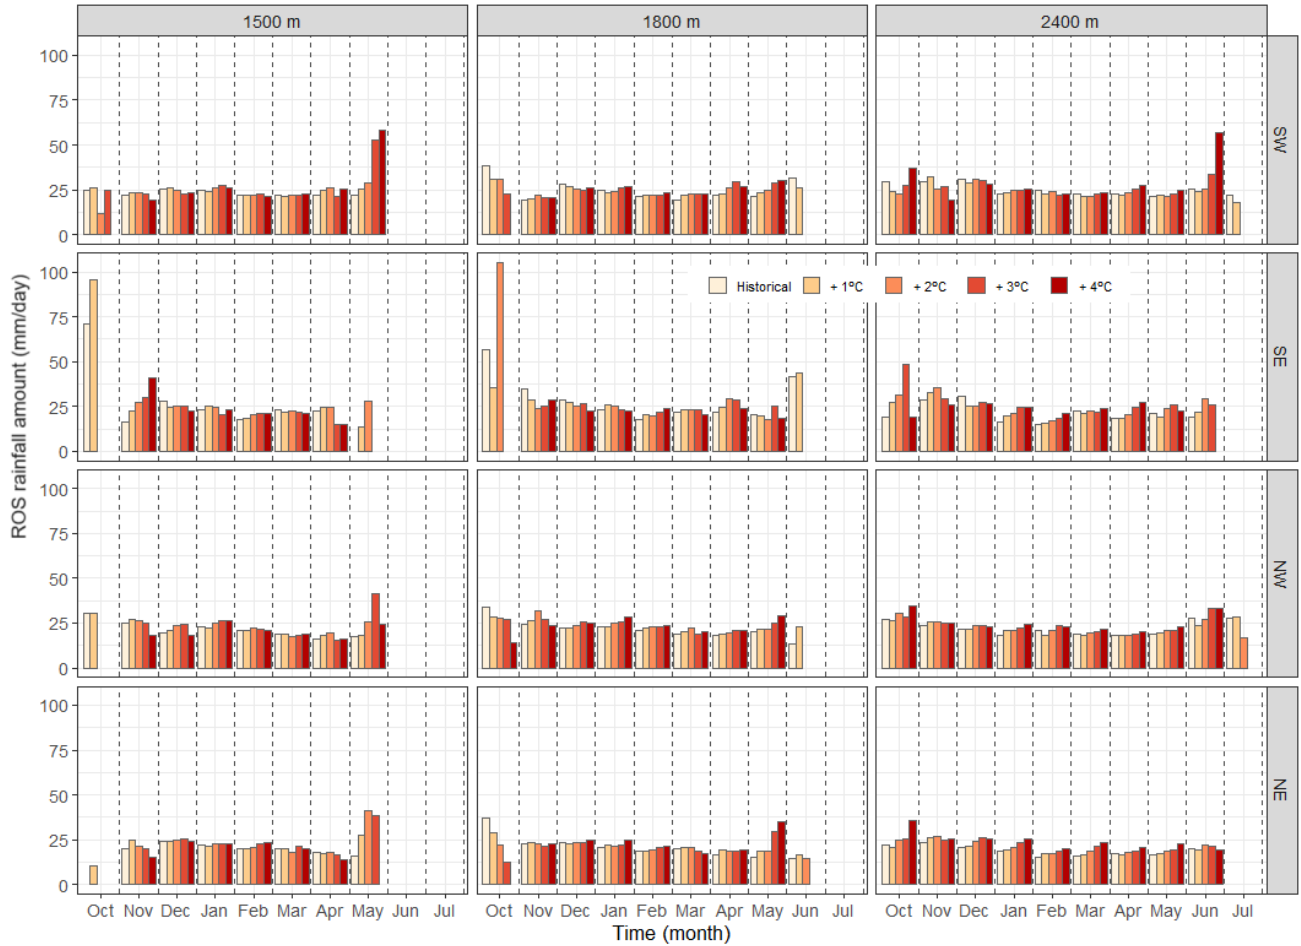 1500 m 1800 m 2400 m
100
75
50
25
0
SW
100
75
50
25
0
SE
Historical + 1ºC + 2ºC + 3ºC + 4ºC
ROS rainfall amount (mm/day)
100
75
50
25
0
NW
100
75
50
25
0
NE
Oct Nov Dec Jan Feb Mar Apr May Jun Jul Oct Nov Dec Jan Feb Mar Apr May Jun Jul Oct Nov Dec Jan Feb Mar Apr May Jun Jul
Time (month)